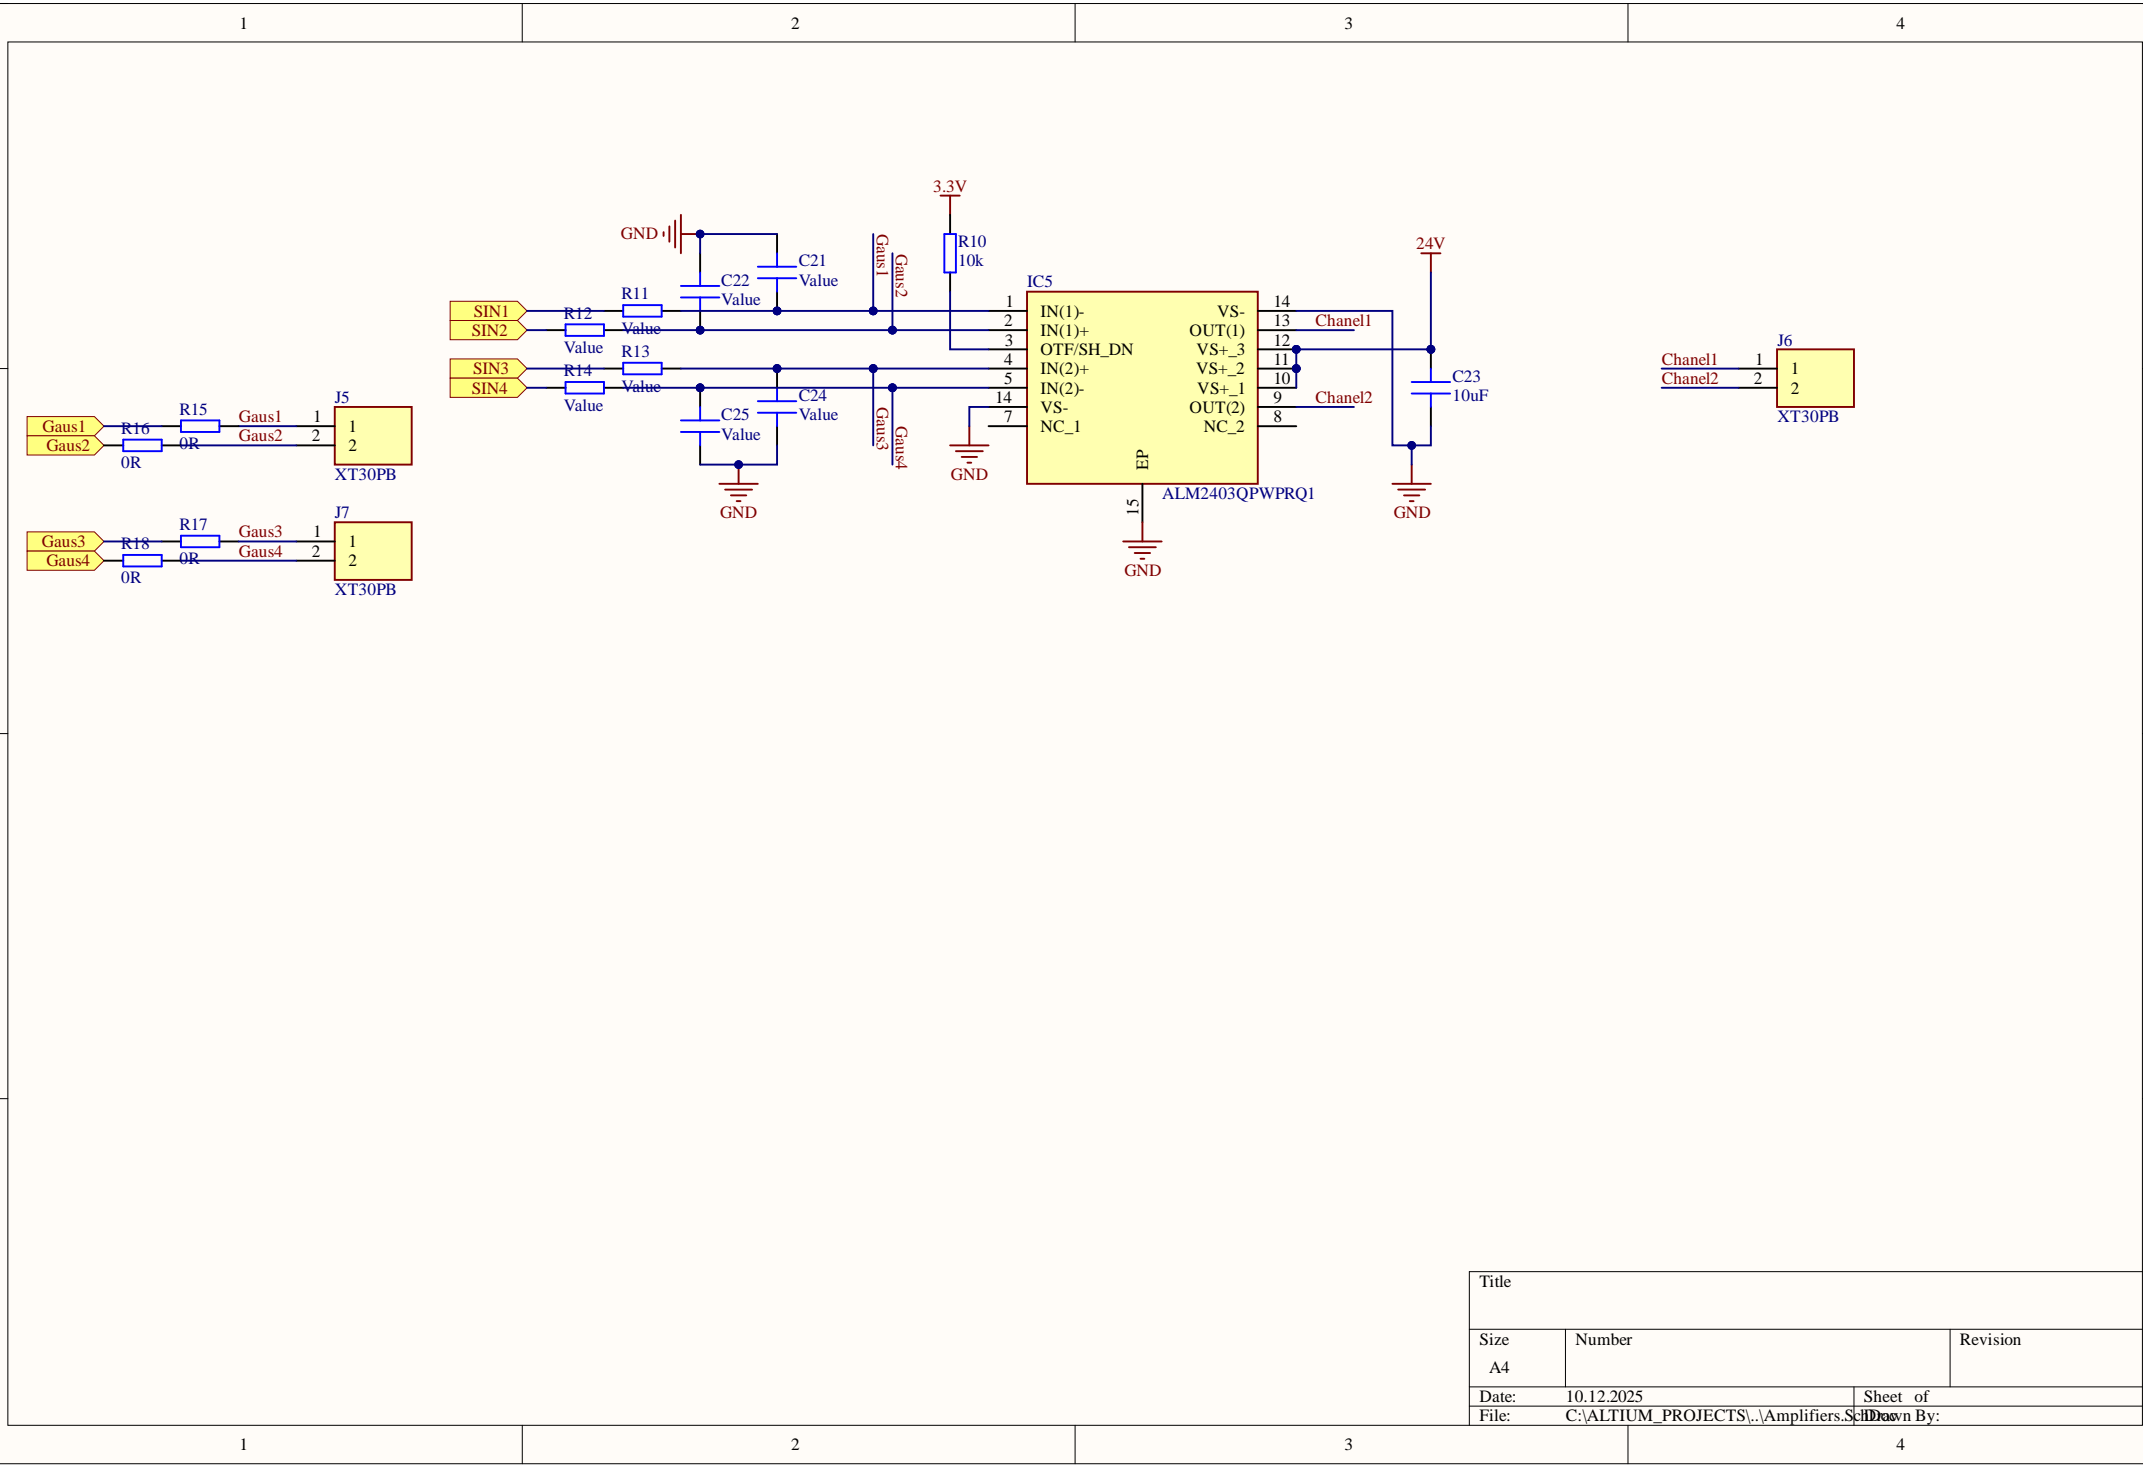 1 2 3 4
3.3V
GND
C21
Value
C22
Value
Gaus1
Gaus2
R10
10k
24V
IC5
SIN1
SIN2
R11
Value
R12
Value
SIN3
SIN4
R13
Value
R14
Value
C24
Value
C25
Value
Gaus3
Gaus4
GND
GND
1 IN(1)-
2 IN(1)+
3 OTF/SH_DN
4 IN(2)+
5 IN(2)-
14 VS-
7 NC_1
VS- 14
OUT(1) 13 Chanel1
VS+_3 12
VS+_2 11
VS+_1 10
OUT(2) 9 Chanel2
NC_2 8
EP
15
ALM2403QPWPRQ1
GND
C23
10uF
GND
J6
Chanel1 1 1
Chanel2 2 2
XT30PB
J5
Gaus1 R15 Gaus1 1 1
Gaus2 R16 0R Gaus2 2 2
0R
XT30PB
J7
Gaus3 R17 Gaus3 1 1
Gaus4 R18 0R Gaus4 2 2
0R
XT30PB
Title
Size Number Revision
A4
Date: 10.12.2025 Sheet of
File: C:\ALTIUM_PROJECTS\..\Amplifiers.SchDoc Drawn By:
1 2 3 4